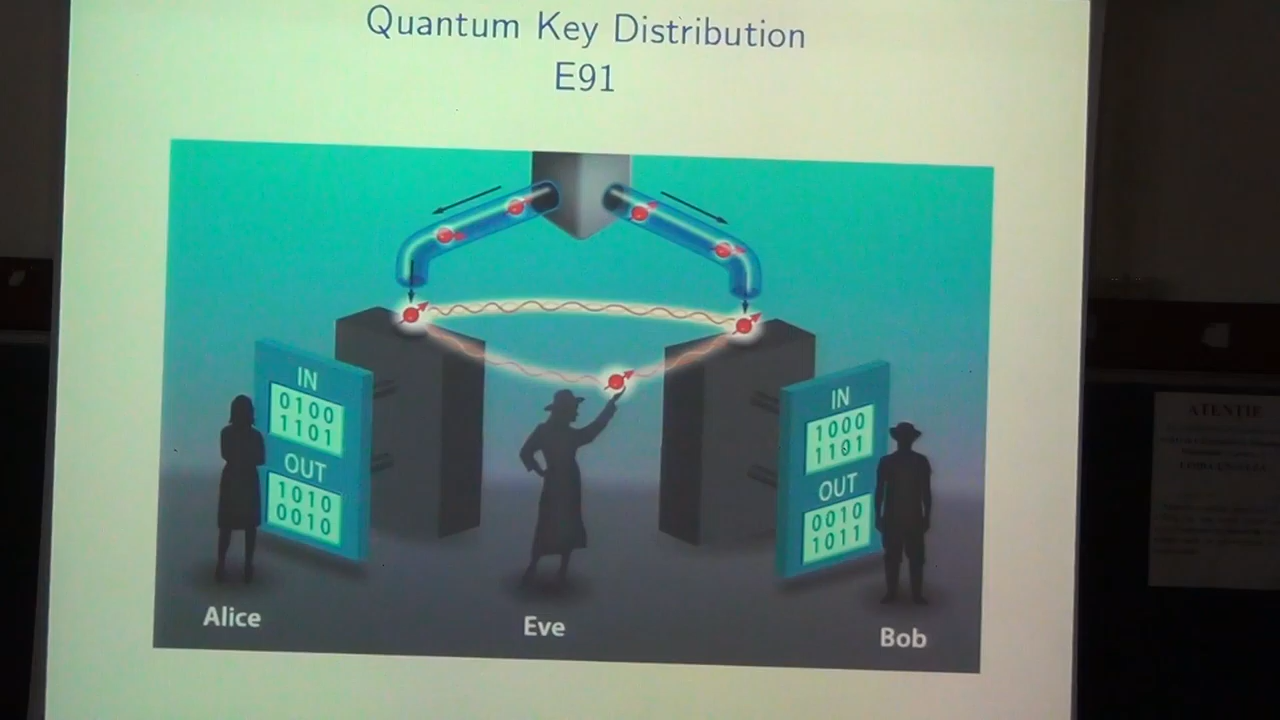 Quantum Key Distribution
E91
IN
0100
1101
OUT
1010
0010
IN
1000
1101
OUT
0010
1011
Alice
Eve
Bob
ATENȚIE